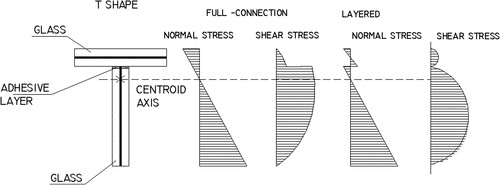 T SHAPE
FULL -CONNECTION
LAYERED
GLASS
NORMAL STRESS
SHEAR STRESS
NORMAL STRESS
SHEAR STRESS
ADHESIVE
LAYER
CENTROID
AXIS
GLASS